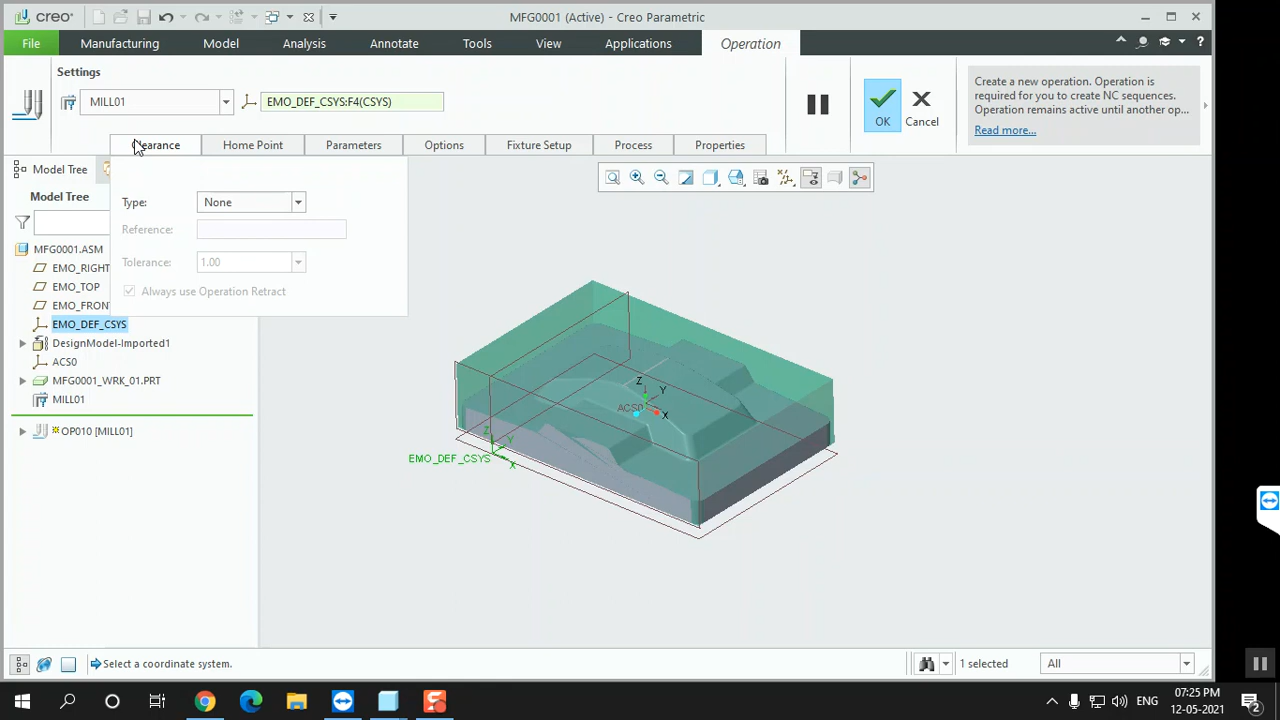 creo
MFG0001 (Active) - Creo Parametric
File
Manufacturing
Model
Analysis
Annotate
Tools
View
Applications
Operation
Settings
MILL01
EMO_DEF_CSYS:F4(CSYS)
OK
Cancel
Create a new operation. Operation is
required for you to create NC sequences.
Operation remains active until another op...
Read more...
Clearance
Home Point
Parameters
Options
Fixture Setup
Process
Properties
Model Tree
Model Tree
Type:
None
Reference:
Tolerance:
1.00
Always use Operation Retract
MFG0001.ASM
EMO_RIGH
EMO_TOP
EMO_FRON
EMO_DEF_CSYS
DesignModel-Imported1
ACS0
MFG0001_WRK_01.PRT
MILL01
OP010 [MILL01]
Z
Y
ACS0
X
Z
Y
EMO_DEF_CSYS
X
Select a coordinate system.
1 selected
All
ENG
07:25 PM
12-05-2021
2